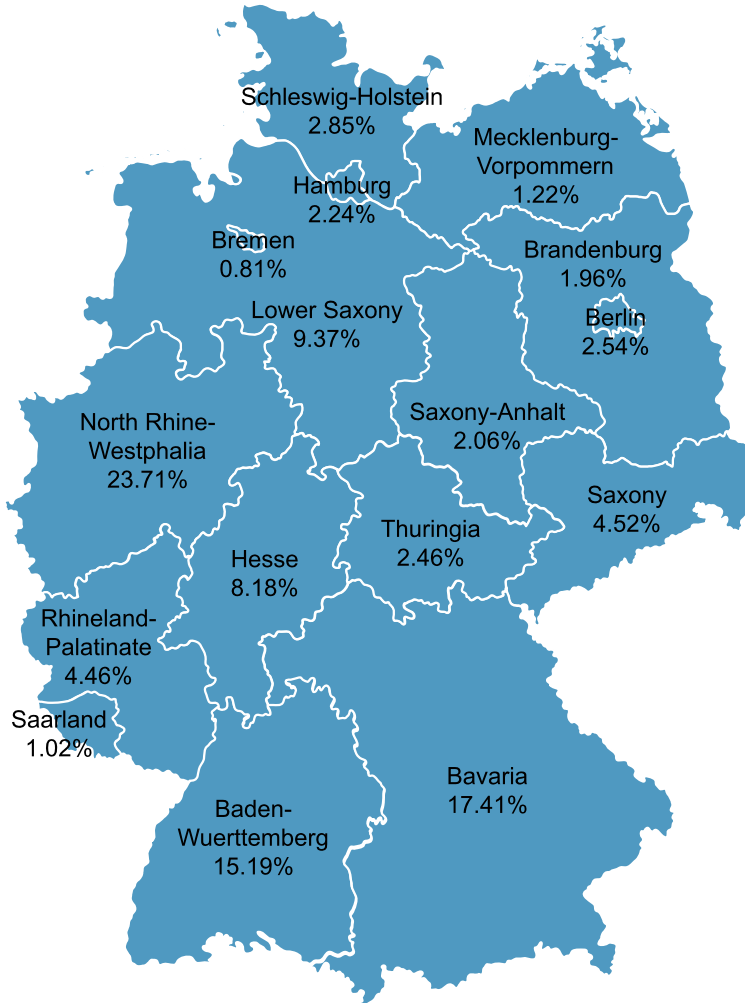 Schleswig-Holstein
2.85%
Mecklenburg-
Vorpommern
1.22%
Hamburg
2.24%
Bremen
0.81%
Brandenburg
1.96%
Lower Saxony
9.37%
Berlin
2.54%
North Rhine-
Westphalia
23.71%
Saxony-Anhalt
2.06%
Saxony
4.52%
Thuringia
2.46%
Hesse
8.18%
Rhineland-
Palatinate
4.46%
Saarland
1.02%
Bavaria
17.41%
Baden-
Wuerttemberg
15.19%